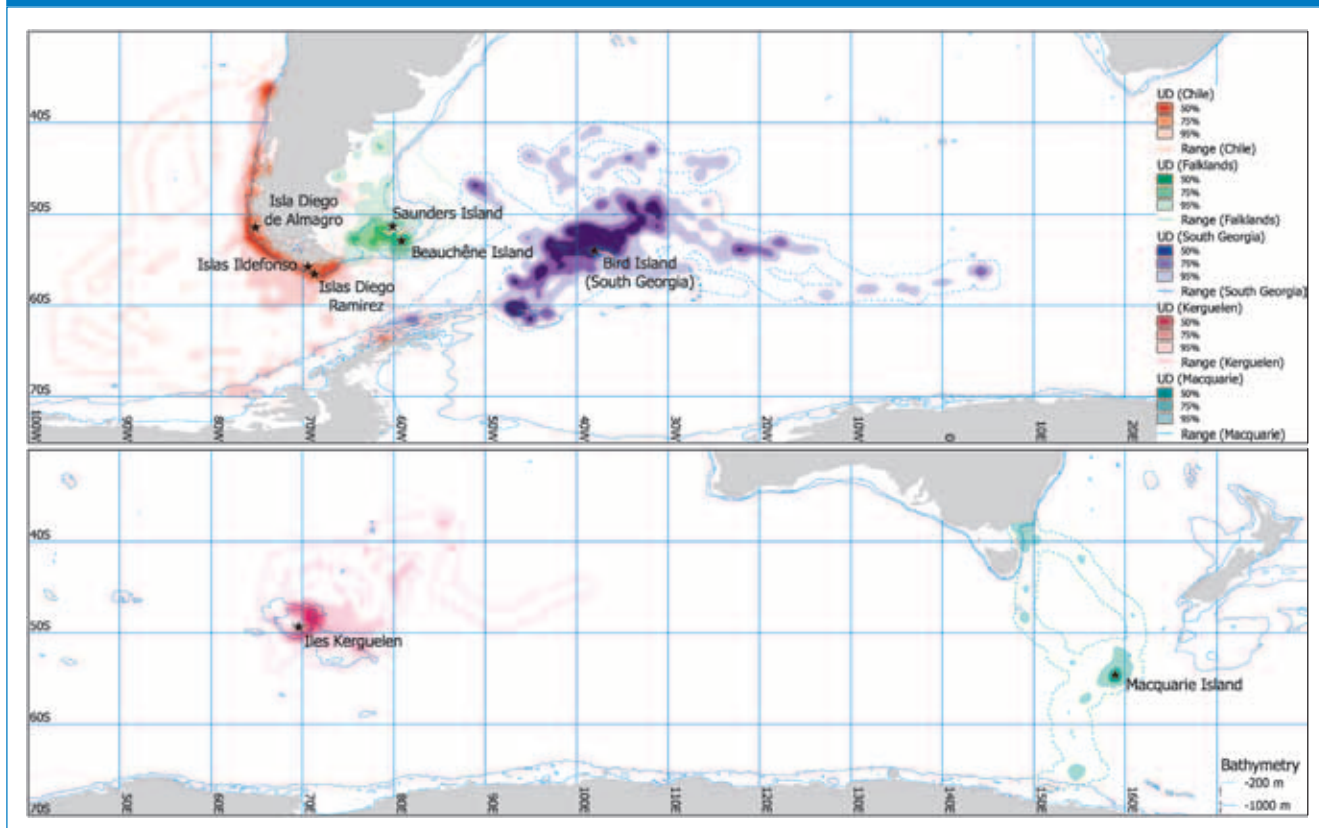 40S
50S
60S
70S
100W
90W
80W
70W
60W
50W
40W
30W
20W
10W
0
10E
20E
Isla Diego
de Almagro
Islas Ildefonso
Islas Diego
Ramirez
Saunders Island
Beauchêne Island
Bird Island
(South Georgia)
UD (Chile)
50%
75%
95%
Range (Chile)
UD (Falklands)
50%
75%
95%
Range (Falklands)
UD (South Georgia)
50%
75%
95%
Range (South Georgia)
UD (Kerguelen)
50%
75%
95%
Range (Kerguelen)
UD (Macquarie)
50%
75%
95%
Range (Macquarie)
40S
50S
60S
70S
50E
60E
70E
80E
90E
100E
110E
120E
130E
140E
150E
160E
Iles Kerguelen
Macquarie Island
Bathymetry
-200 m
-1000 m